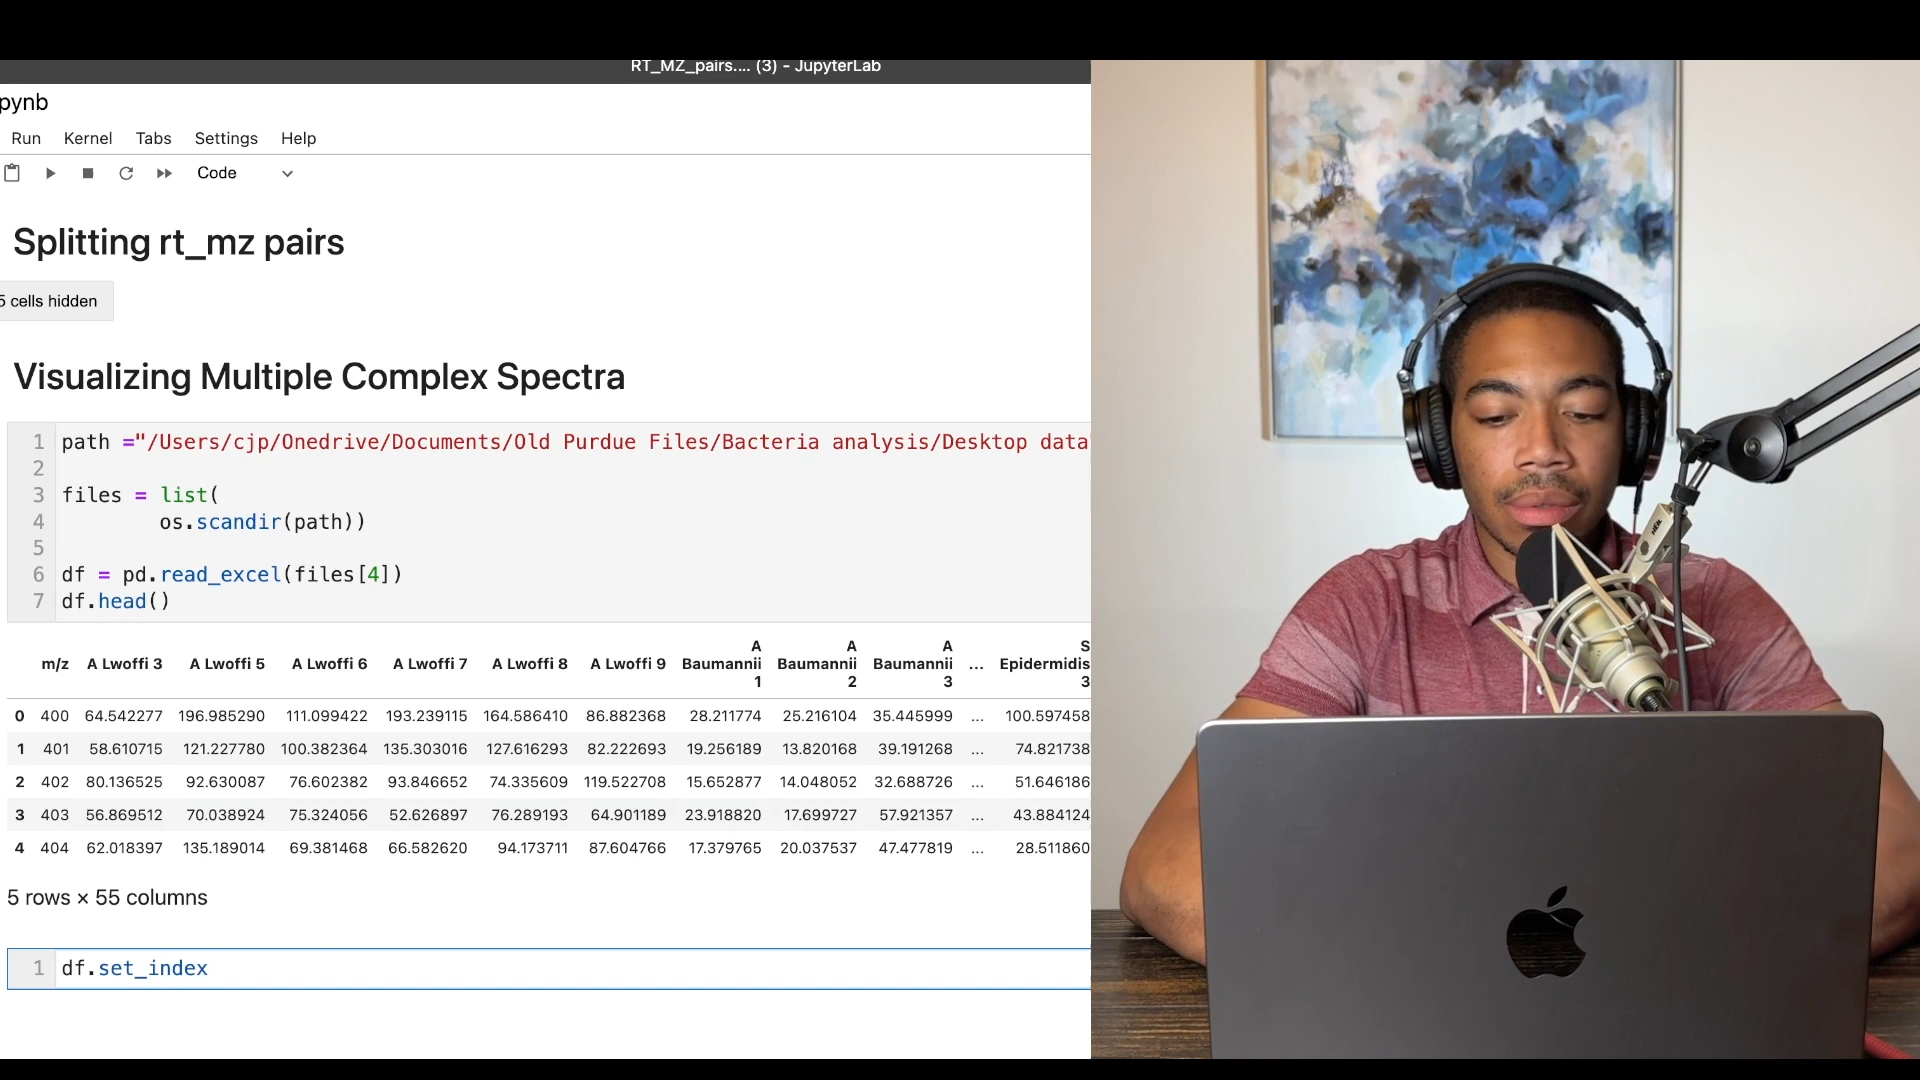 RT_MZ_pairs.... (3) - JupyterLab
pynb
Run Kernel Tabs Settings Help
Code
Splitting rt_mz pairs
5 cells hidden
Visualizing Multiple Complex Spectra
1 path ="/Users/cjp/Onedrive/Documents/Old Purdue Files/Bacteria analysis/Desktop data
2
3 files = list(
4 os.scandir(path))
5
6 df = pd.read_excel(files[4])
7 df.head()
m/z A Lwoffi 3 A Lwoffi 5 A Lwoffi 6 A Lwoffi 7 A Lwoffi 8 A Lwoffi 9 A Baumannii 1 A Baumannii 2 A Baumannii 3 ... S Epidermidis 3
0 400 64.542277 196.985290 111.099422 193.239115 164.586410 86.882368 28.211774 25.216104 35.445999 ... 100.597458
1 401 58.610715 121.227780 100.382364 135.303016 127.616293 82.222693 19.256189 13.820168 39.191268 ... 74.821738
2 402 80.136525 92.630087 76.602382 93.846652 74.335609 119.522708 15.652877 14.048052 32.688726 ... 51.646186
3 403 56.869512 70.038924 75.324056 52.626897 76.289193 64.901189 23.918820 17.699727 57.921357 ... 43.884124
4 404 62.018397 135.189014 69.381468 66.582620 94.173711 87.604766 17.379765 20.037537 47.477819 ... 28.511860
5 rows × 55 columns
1 df.set_index